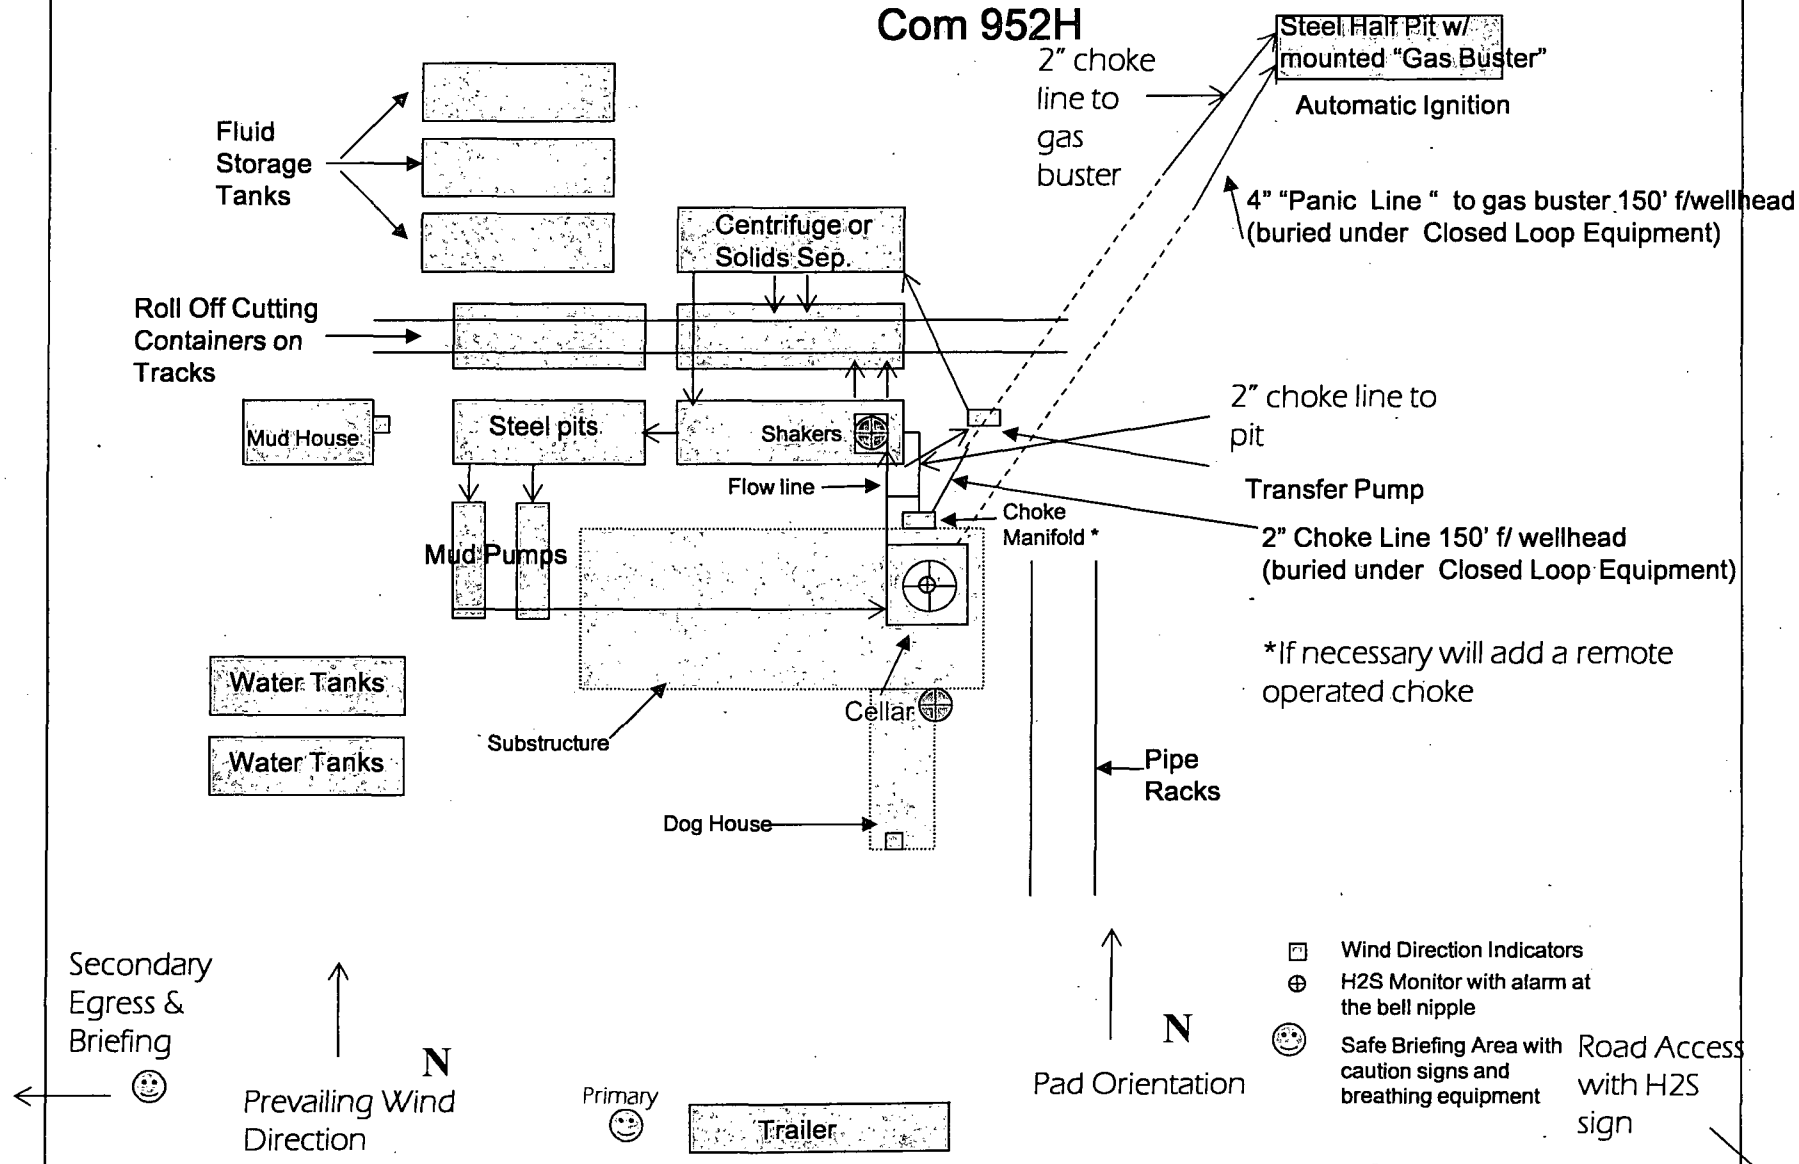 Com 952H
Steel Half Pit w/
mounted "Gas Buster"
Automatic Ignition
2" choke
line to
gas
buster
4" "Panic Line " to gas buster 150' f/wellhead
(buried under Closed Loop Equipment)
Fluid
Storage
Tanks
Centrifuge or
Solids Sep.
Roll Off Cutting
Containers on
Tracks
Mud House
Steel pits
Shakers
2" choke line to
pit
Flow line
Transfer Pump
Choke
Manifold *
2" Choke Line 150' f/ wellhead
(buried under Closed Loop Equipment)
Mud Pumps
*If necessary will add a remote
operated choke
Water Tanks
Cellar
Substructure
Water Tanks
Pipe
Racks
Dog House
Secondary
Egress &
Briefing
N
Prevailing Wind
Direction
Primary
Trailer
N
Pad Orientation
Wind Direction Indicators
H2S Monitor with alarm at
the bell nipple
Safe Briefing Area with
caution signs and
breathing equipment
Road Access
with H2S
sign